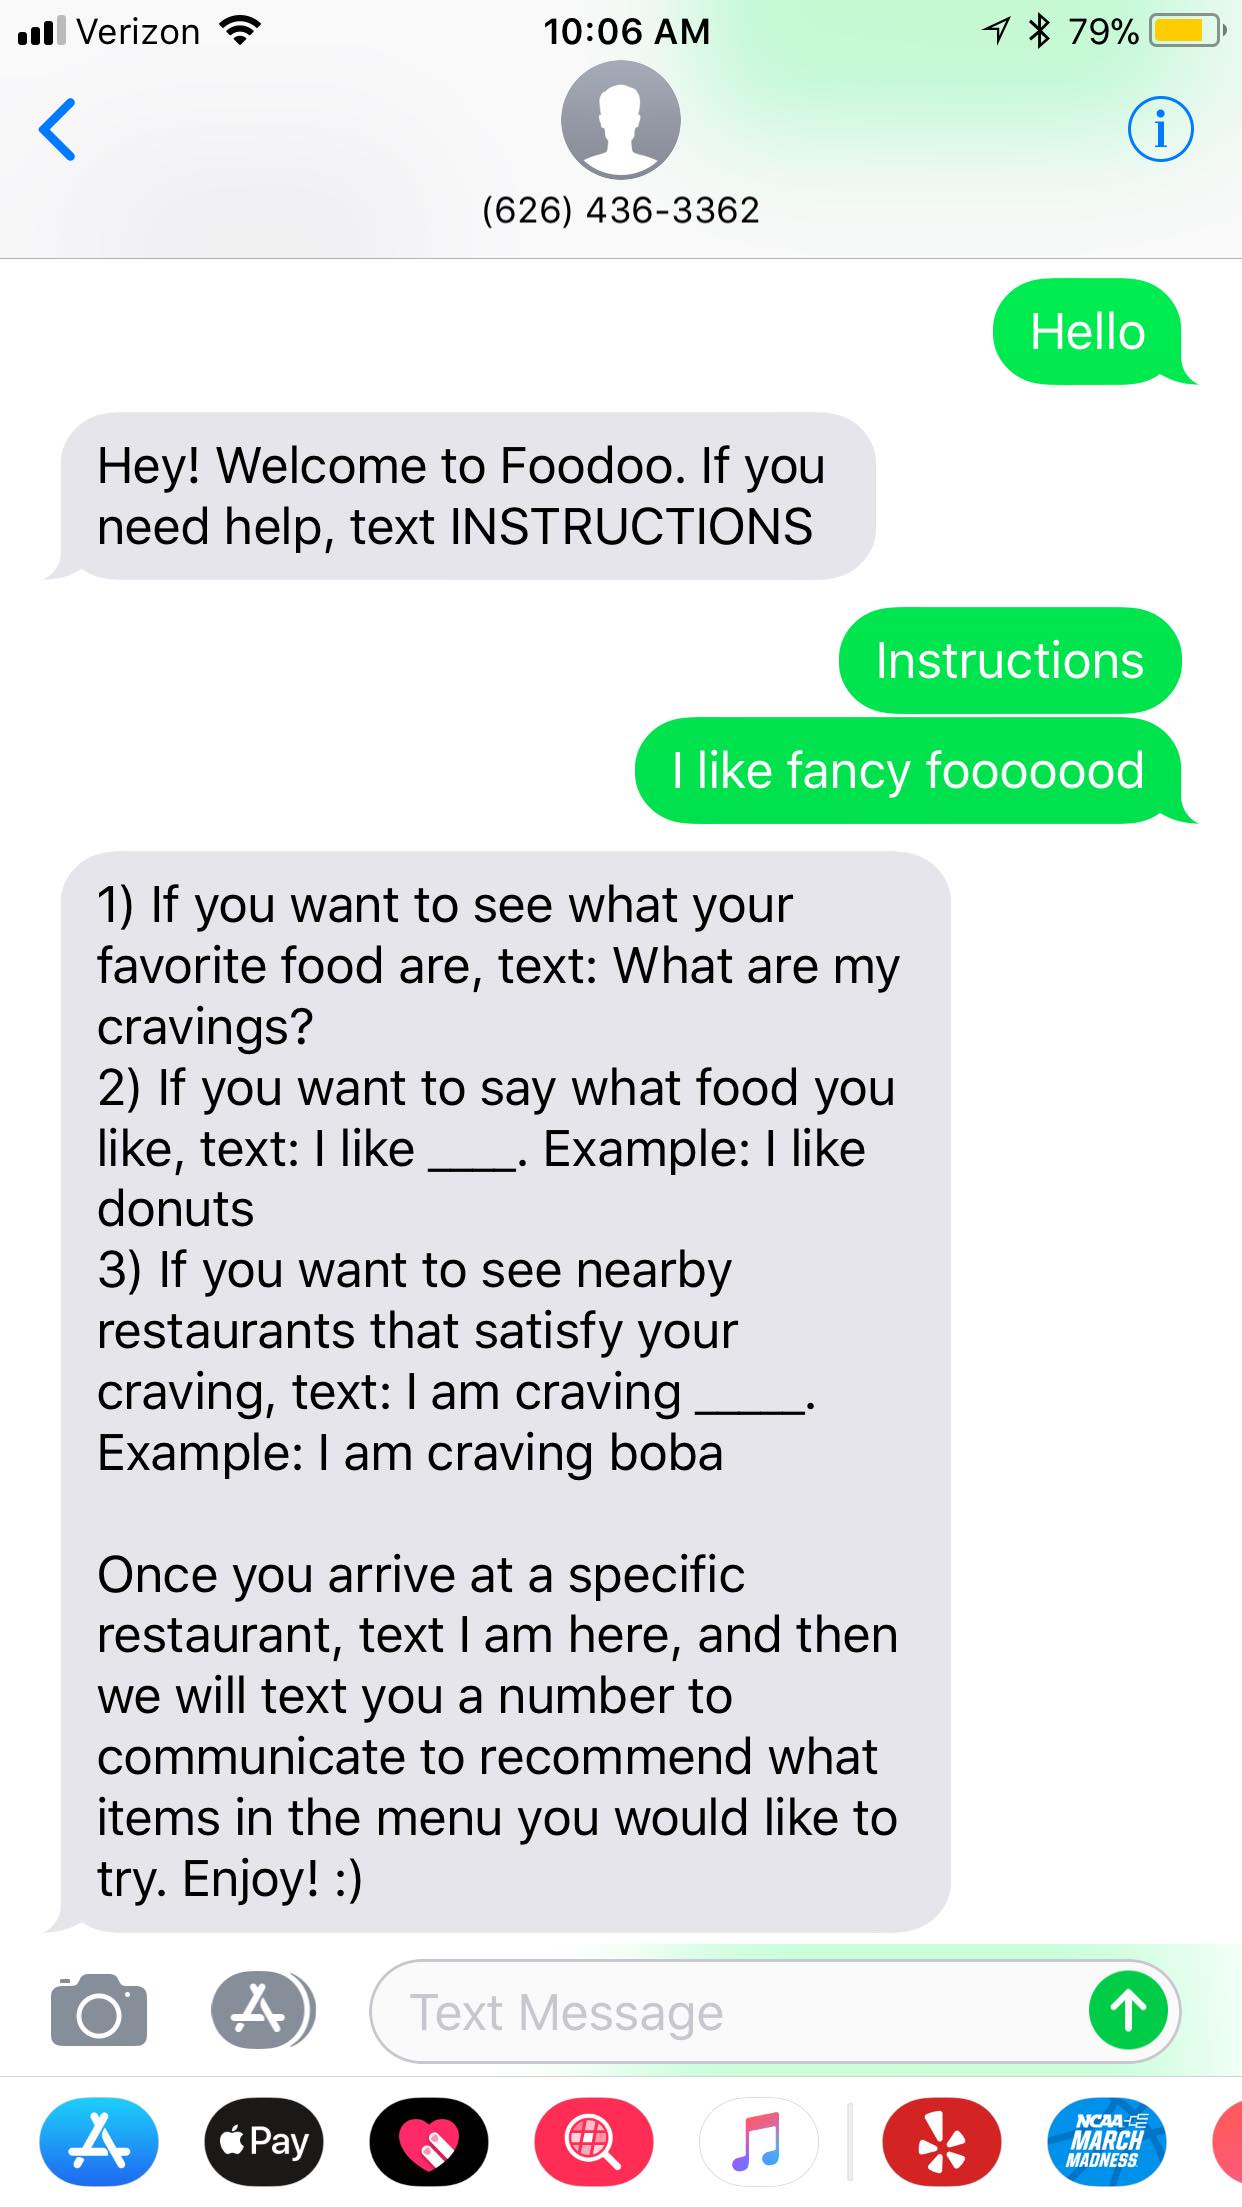 Verizon 10:06 AM 79%
(626) 436-3362
Hello
Hey! Welcome to Foodoo. If you
need help, text INSTRUCTIONS
Instructions
I like fancy fooooood
1) If you want to see what your
favorite food are, text: What are my
cravings?
2) If you want to say what food you
like, text: I like ____. Example: I like
donuts
3) If you want to see nearby
restaurants that satisfy your
craving, text: I am craving _____.
Example: I am craving boba
Once you arrive at a specific
restaurant, text I am here, and then
we will text you a number to
communicate to recommend what
items in the menu you would like to
try. Enjoy! :)
Text Message
Pay
NCAA
MARCH
MADNESS